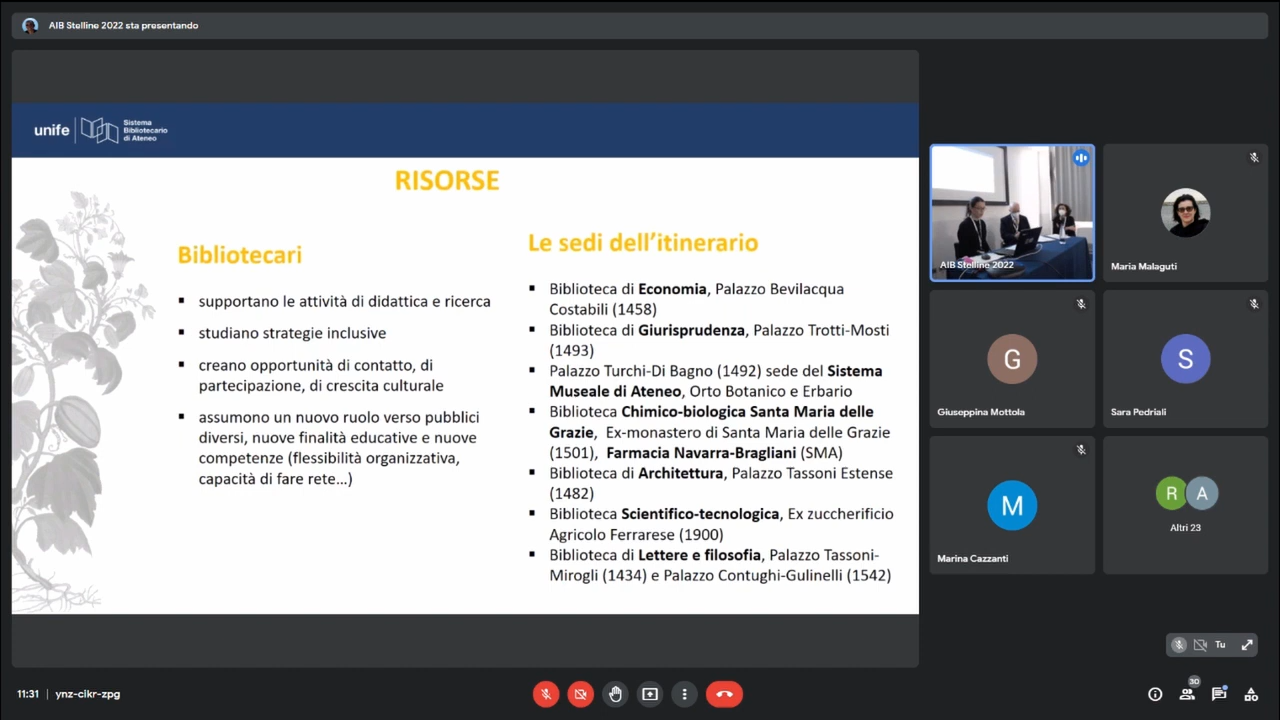 AIB Stelline 2022 sta presentando
unife
Sistema
Bibliotecario
di Ateneo
RISORSE
Bibliotecari
▪ supportano le attività di didattica e ricerca
▪ studiano strategie inclusive
▪ creano opportunità di contatto, di
partecipazione, di crescita culturale
▪ assumono un nuovo ruolo verso pubblici
diversi, nuove finalità educative e nuove
competenze (flessibilità organizzativa,
capacità di fare rete…)
Le sedi dell'itinerario
▪ Biblioteca di Economia, Palazzo Bevilacqua
Costabili (1458)
▪ Biblioteca di Giurisprudenza, Palazzo Trotti-Mosti
(1493)
▪ Palazzo Turchi-Di Bagno (1492) sede del Sistema
Museale di Ateneo, Orto Botanico e Erbario
▪ Biblioteca Chimico-biologica Santa Maria delle
Grazie, Ex-monastero di Santa Maria delle Grazie
(1501), Farmacia Navarra-Bragliani (SMA)
▪ Biblioteca di Architettura, Palazzo Tassoni Estense
(1482)
▪ Biblioteca Scientifico-tecnologica, Ex zuccherificio
Agricolo Ferrarese (1900)
▪ Biblioteca di Lettere e filosofia, Palazzo Tassoni-
Mirogli (1434) e Palazzo Contughi-Gulinelli (1542)
AIB Stelline 2022
Maria Malaguti
G
Giuseppina Mottola
S
Sara Pedriali
M
Marina Cazzanti
R A
Altri 23
Tu
11:31 | ynz-cikr-zpg
30